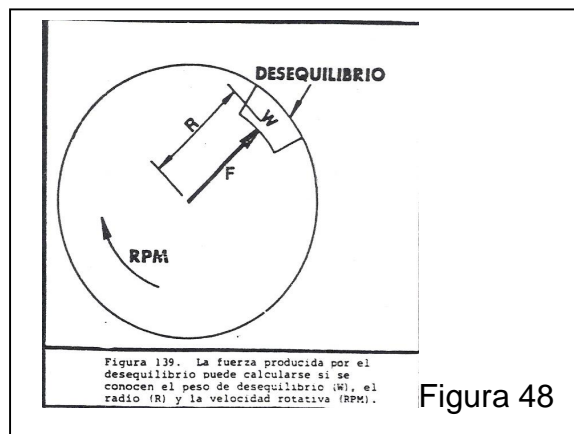 DESEQUILIBRIO
W
R
F
RPM
Figura 139. La fuerza producida por el
desequilibrio puede calcularse si se
conocen el peso de desequilibrio (W), el
radio (R) y la velocidad rotativa (RPM).
Figura 48